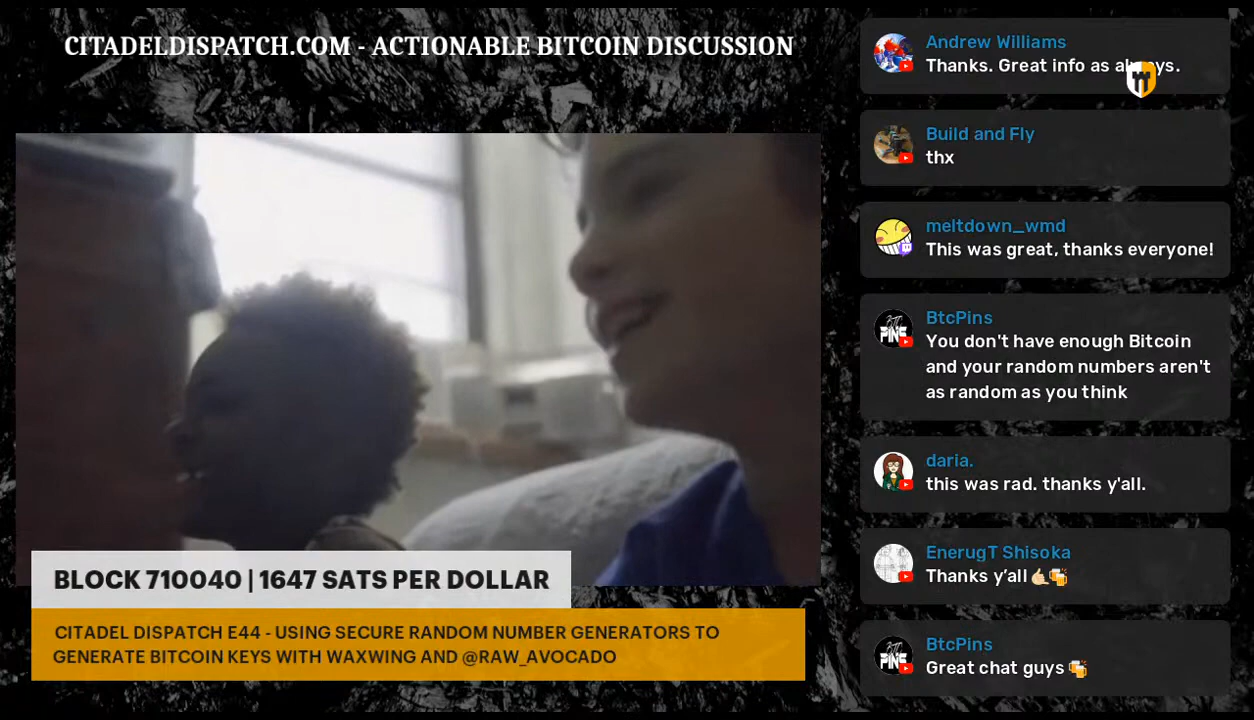 CITADELDISPATCH.COM - ACTIONABLE BITCOIN DISCUSSION
BLOCK 710040 | 1647 SATS PER DOLLAR
CITADEL DISPATCH E44 - USING SECURE RANDOM NUMBER GENERATORS TO
GENERATE BITCOIN KEYS WITH WAXWING AND @RAW_AVOCADO
Andrew Williams
Thanks. Great info as always.
Build and Fly
thx
meltdown_wmd
This was great, thanks everyone!
BtcPins
You don't have enough Bitcoin
and your random numbers aren't
as random as you think
daria.
this was rad. thanks y'all.
EnerugT Shisoka
Thanks y’all🤙🏻🍻
BtcPins
Great chat guys🍻